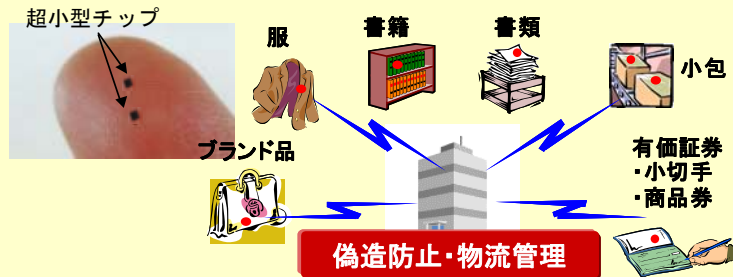 超小型チップ
服
書籍
書類
小包
ブランド品
有価証券
・小切手
・商品券
偽造防止・物流管理